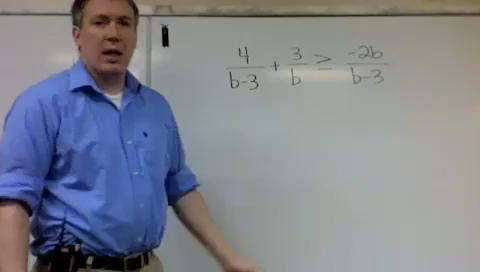 4/(b-3) + 3/b ≥ -2b/(b-3)